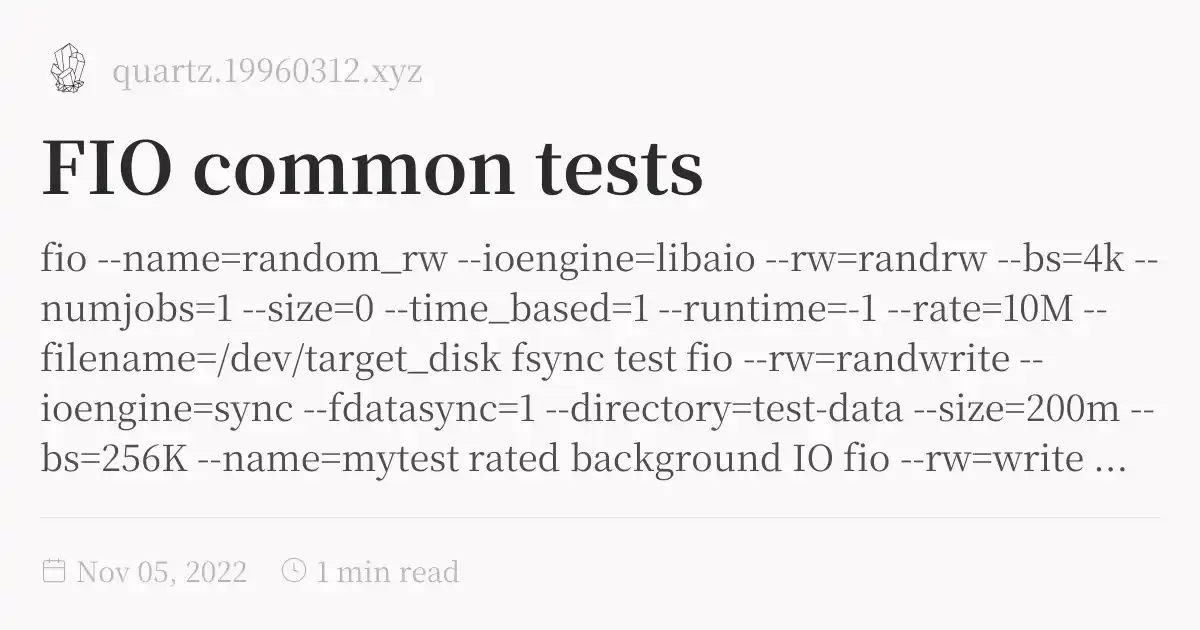 quartz.19960312.xyz
FIO common tests
fio --name=random_rw --ioengine=libaio --rw=randrw --bs=4k --
numjobs=1 --size=0 --time_based=1 --runtime=-1 --rate=10M --
filename=/dev/target_disk fsync test fio --rw=randwrite --
ioengine=sync --fdatasync=1 --directory=test-data --size=200m --
bs=256K --name=mytest rated background IO fio --rw=write ...
Nov 05, 2022 1 min read